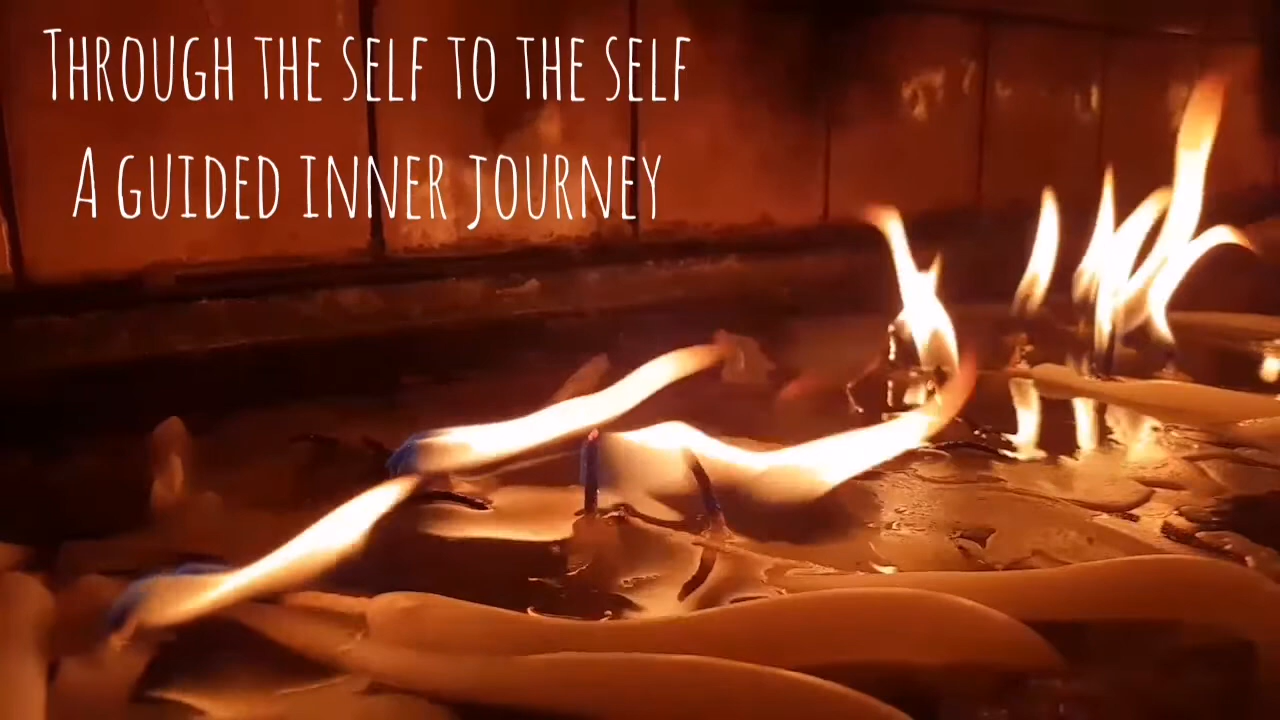 Through the self to the self
A guided inner journey